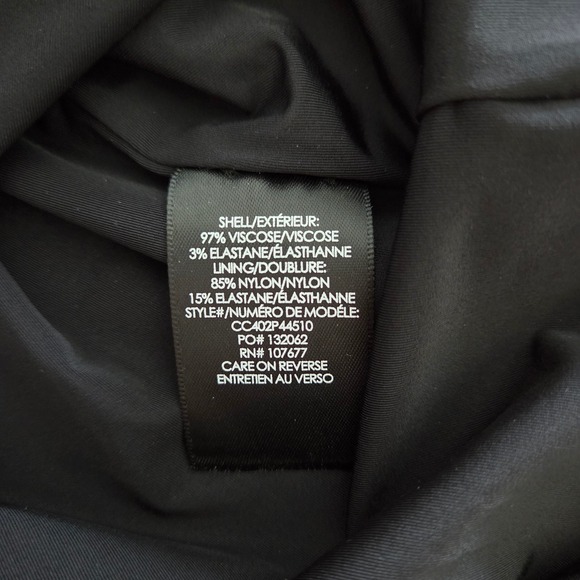 SHELL/EXTÉRIEUR:
97% VISCOSE/VISCOSE
3% ELASTANE/ÉLASTHANNE
LINING/DOUBLURE:
85% NYLON/NYLON
15% ELASTANE/ÉLASTHANNE
STYLE#/NUMÉRO DE MODÉLE:
CC402P44510
PO# 132062
RN# 107677
CARE ON REVERSE
ENTRETIEN AU VERSO